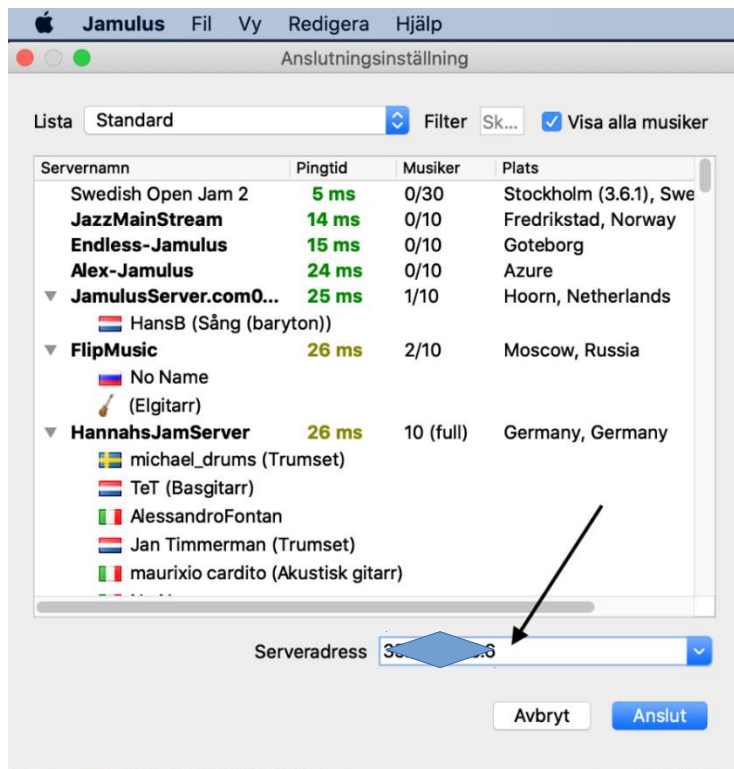 Jamulus Fil Vy Redigera Hjälp
Anslutningsinställning
Lista Standard Filter Sk... Visa alla musiker
Servernamn Pingtid Musiker Plats
Swedish Open Jam 2 5 ms 0/30 Stockholm (3.6.1), Swe
JazzMainStream 14 ms 0/10 Fredrikstad, Norway
Endless-Jamulus 15 ms 0/10 Goteborg
Alex-Jamulus 24 ms 0/10 Azure
JamulusServer.com0... 25 ms 1/10 Hoorn, Netherlands
HansB (Sång (baryton))
FlipMusic 26 ms 2/10 Moscow, Russia
No Name
(Elgitarr)
HannahsJamServer 26 ms 10 (full) Germany, Germany
michael_drums (Trumset)
TeT (Basgitarr)
AlessandroFontan
Jan Timmerman (Trumset)
maurixio cardito (Akustisk gitarr)
Serveradress
Avbryt Anslut